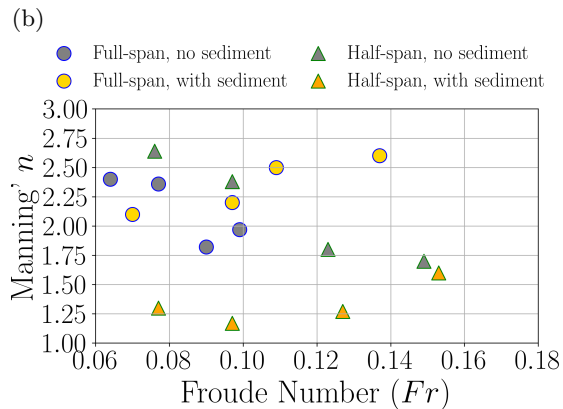 (b)
Full-span, no sediment
Half-span, no sediment
Full-span, with sediment
Half-span, with sediment
Manning' n
3.00
2.75
2.50
2.25
2.00
1.75
1.50
1.25
1.00
0.06 0.08 0.10 0.12 0.14 0.16 0.18
Froude Number (Fr)